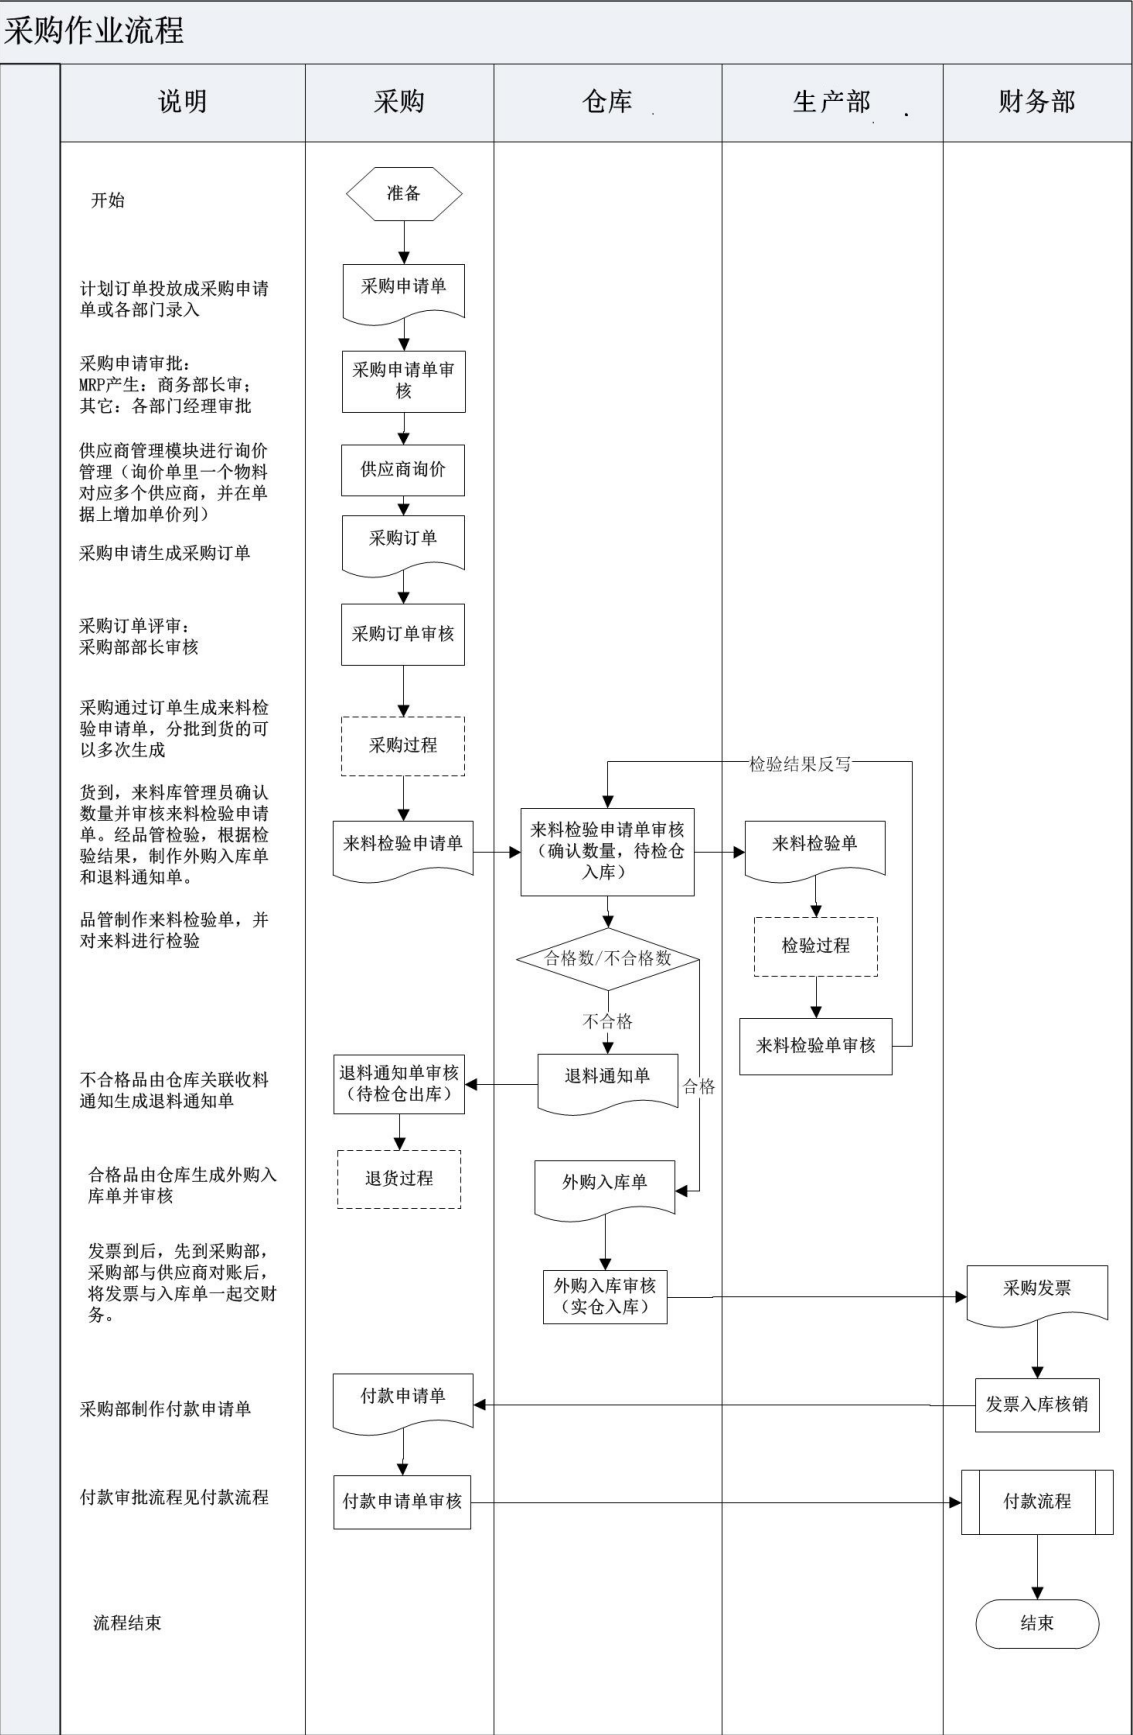 采购作业流程
说明
采购
仓库
生产部
财务部
开始
准备
计划订单投放成采购申请
单或各部门录入
采购申请单
采购申请审批：
MRP产生：商务部长审；
其它：各部门经理审批
采购申请单审
核
供应商管理模块进行询价
管理（询价单里一个物料
对应多个供应商，并在单
据上增加单价列）
供应商询价
采购申请生成采购订单
采购订单
采购订单评审：
采购部部长审核
采购订单审核
采购通过订单生成来料检
验申请单，分批到货的可
以多次生成
采购过程
检验结果反写
货到，来料库管理员确认
数量并审核来料检验申请
单。经品管检验，根据检
验结果，制作外购入库单
和退料通知单。
来料检验申请单
来料检验申请单审核
（确认数量，待检仓
入库）
来料检验单
品管制作来料检验单，并
对来料进行检验
合格数/不合格数
检验过程
不合格
来料检验单审核
不合格品由仓库关联收料
通知生成退料通知单
退料通知单审核
（待检仓出库）
退料通知单
合格
合格品由仓库生成外购入
库单并审核
退货过程
外购入库单
发票到后，先到采购部，
采购部与供应商对账后，
将发票与入库单一起交财
务。
外购入库审核
（实仓入库）
采购发票
采购部制作付款申请单
付款申请单
发票入库核销
付款审批流程见付款流程
付款申请单审核
付款流程
流程结束
结束